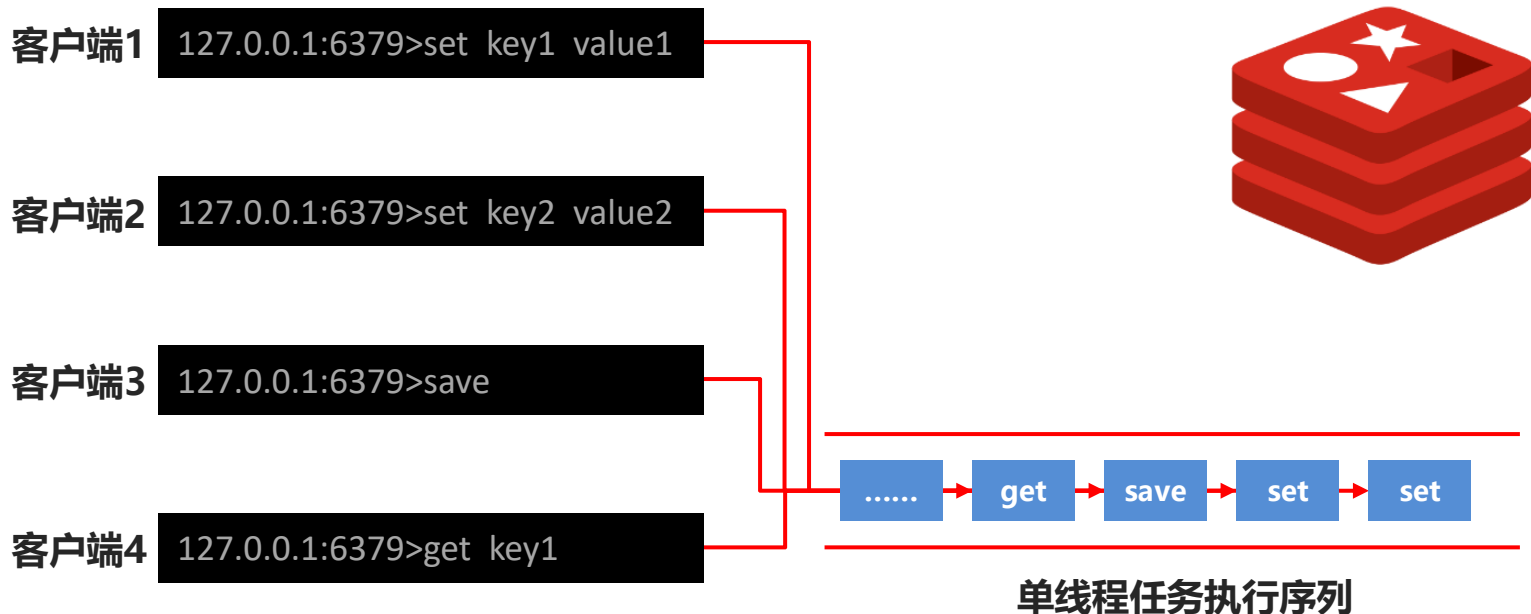 客户端1 127.0.0.1:6379>set key1 value1
客户端2 127.0.0.1:6379>set key2 value2
客户端3 127.0.0.1:6379>save
客户端4 127.0.0.1:6379>get key1
…… get save set set
单线程任务执行序列